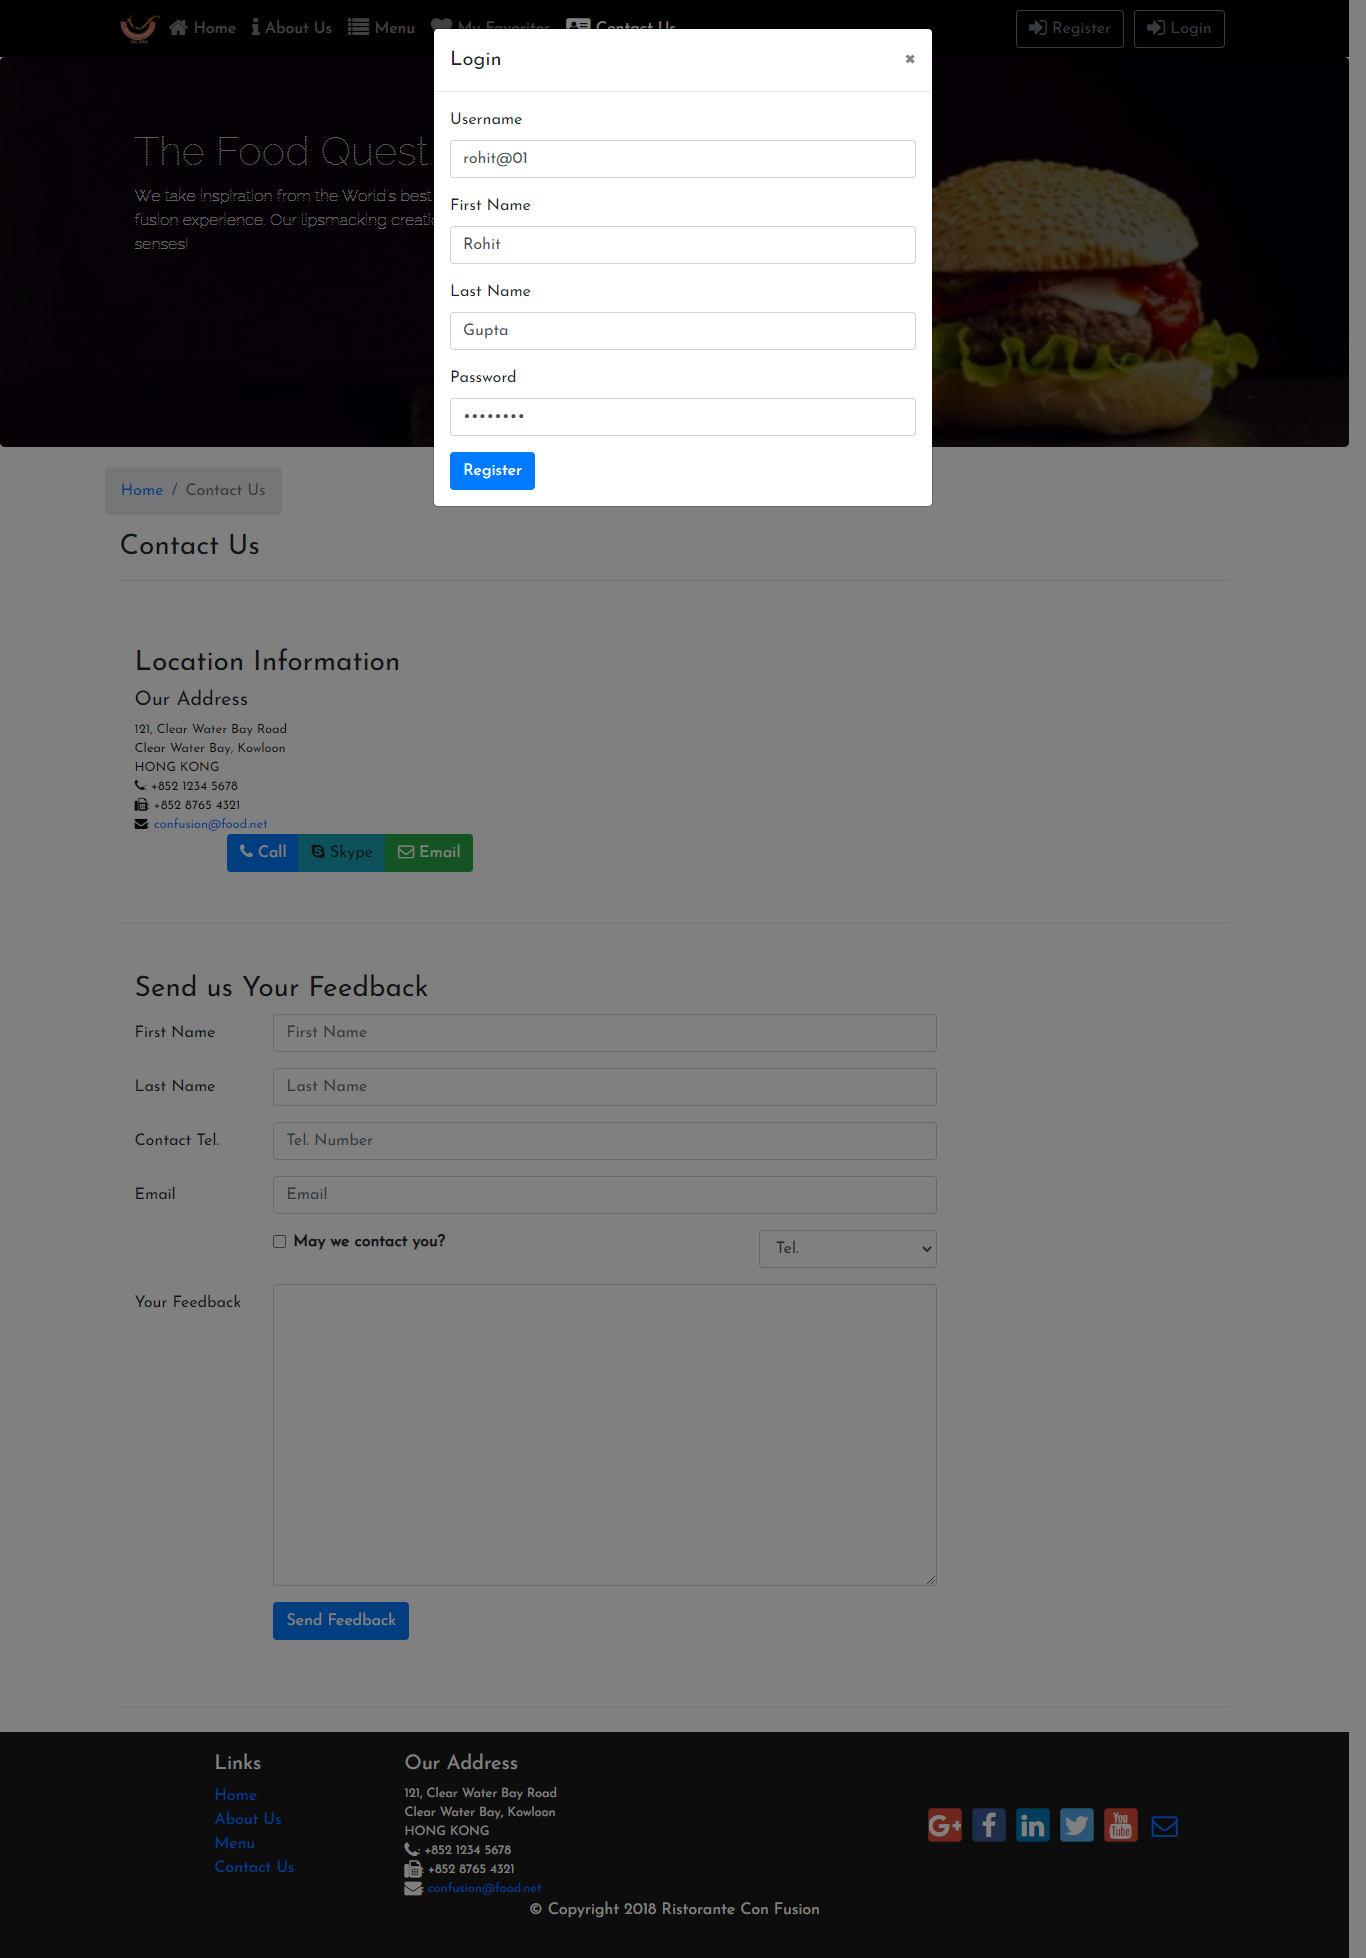 Home About Us Menu My Favorites Contact Us Register Login
Login ×
Username
rohit@01
First Name
Rohit
Last Name
Gupta
Password
••••••••
Register
The Food Quest
We take inspiration from the World's best
fusion experience. Our lipsmacking creatio
senses!
Home / Contact Us
Contact Us
Location Information
Our Address
121, Clear Water Bay Road
Clear Water Bay, Kowloon
HONG KONG
: +852 1234 5678
: +852 8765 4321
: confusion@food.net
Call Skype Email
Send us Your Feedback
First Name First Name
Last Name Last Name
Contact Tel. Tel. Number
Email Email
May we contact you? Tel.
Your Feedback
Send Feedback
Links
Home
About Us
Menu
Contact Us
Our Address
121, Clear Water Bay Road
Clear Water Bay, Kowloon
HONG KONG
: +852 1234 5678
: +852 8765 4321
: confusion@food.net
G+ f in You Tube
© Copyright 2018 Ristorante Con Fusion